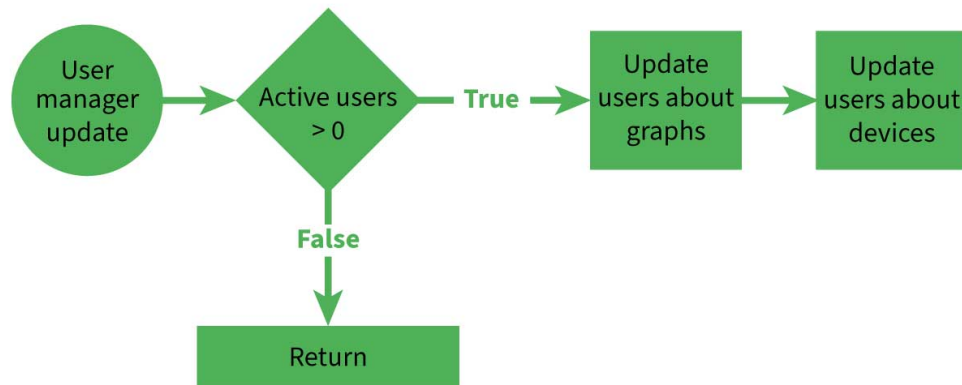 User
manager
update
Active users
> 0
True
Update
users about
graphs
Update
users about
devices
False
Return